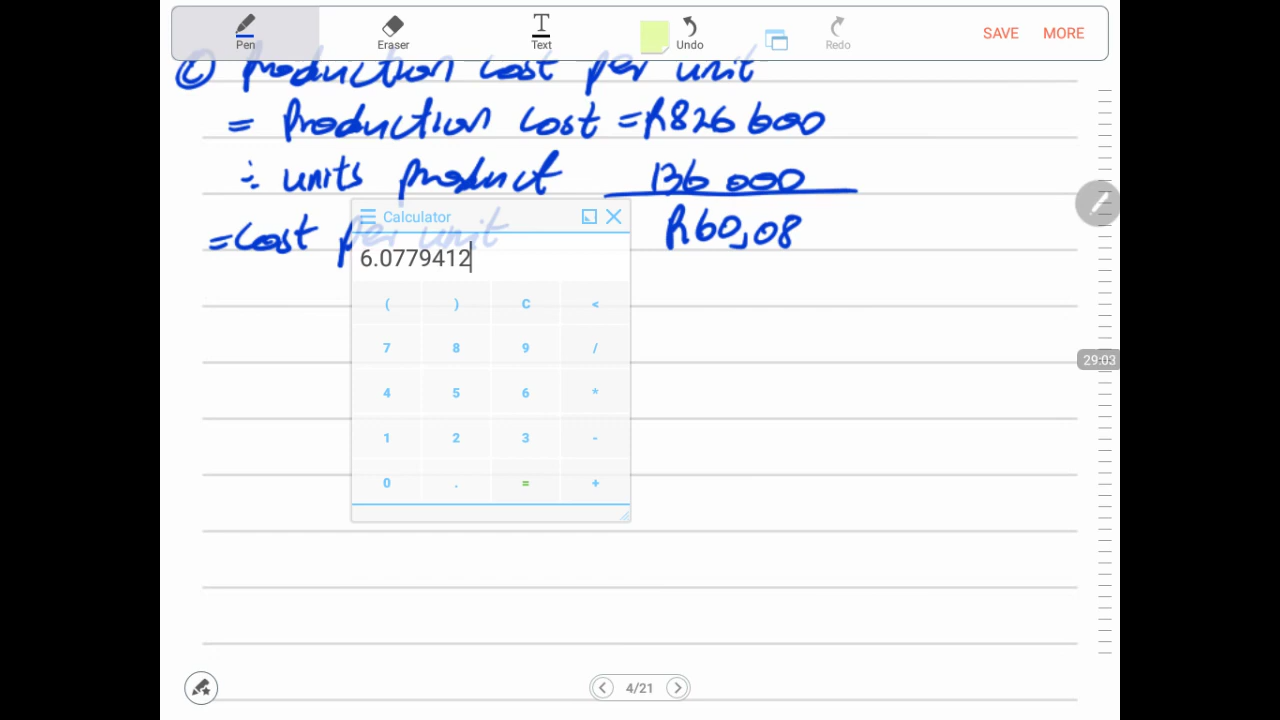 Pen Eraser Text Undo Redo SAVE MORE
© Production cost per unit
= Production cost = R826 600
÷ units product 136 000
=cost per unit R60,08
Calculator
6.0779412
( ) C <
7 8 9 /
4 5 6 *
1 2 3 -
0 . = +
29:03
4/21